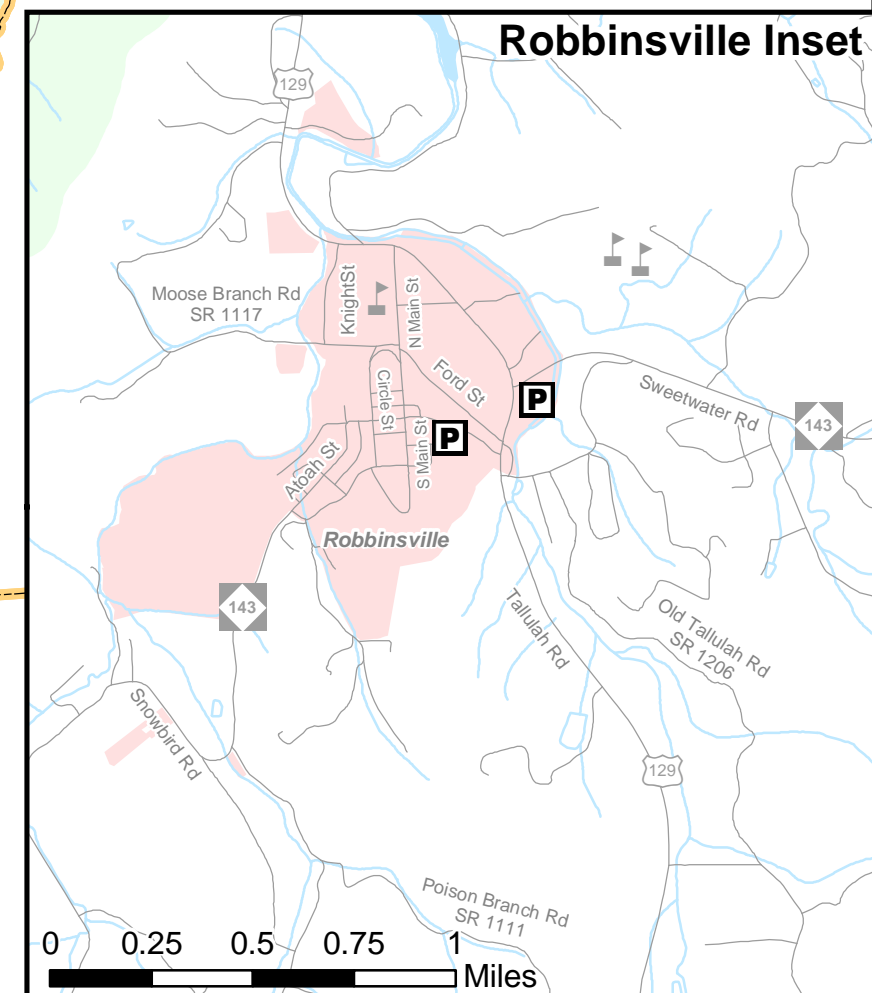 Robbinsville Inset
129
Moose Branch Rd
SR 1117
KnightSt
N Main St
Ford St
Circle St
P
P
Sweetwater Rd
143
S Main St
Atoah St
Robbinsville
143
Tallulah Rd
Old Tallulah Rd
SR 1206
Snowbird Rd
129
Poison Branch Rd
SR 1111
0 0.25 0.5 0.75 1
Miles